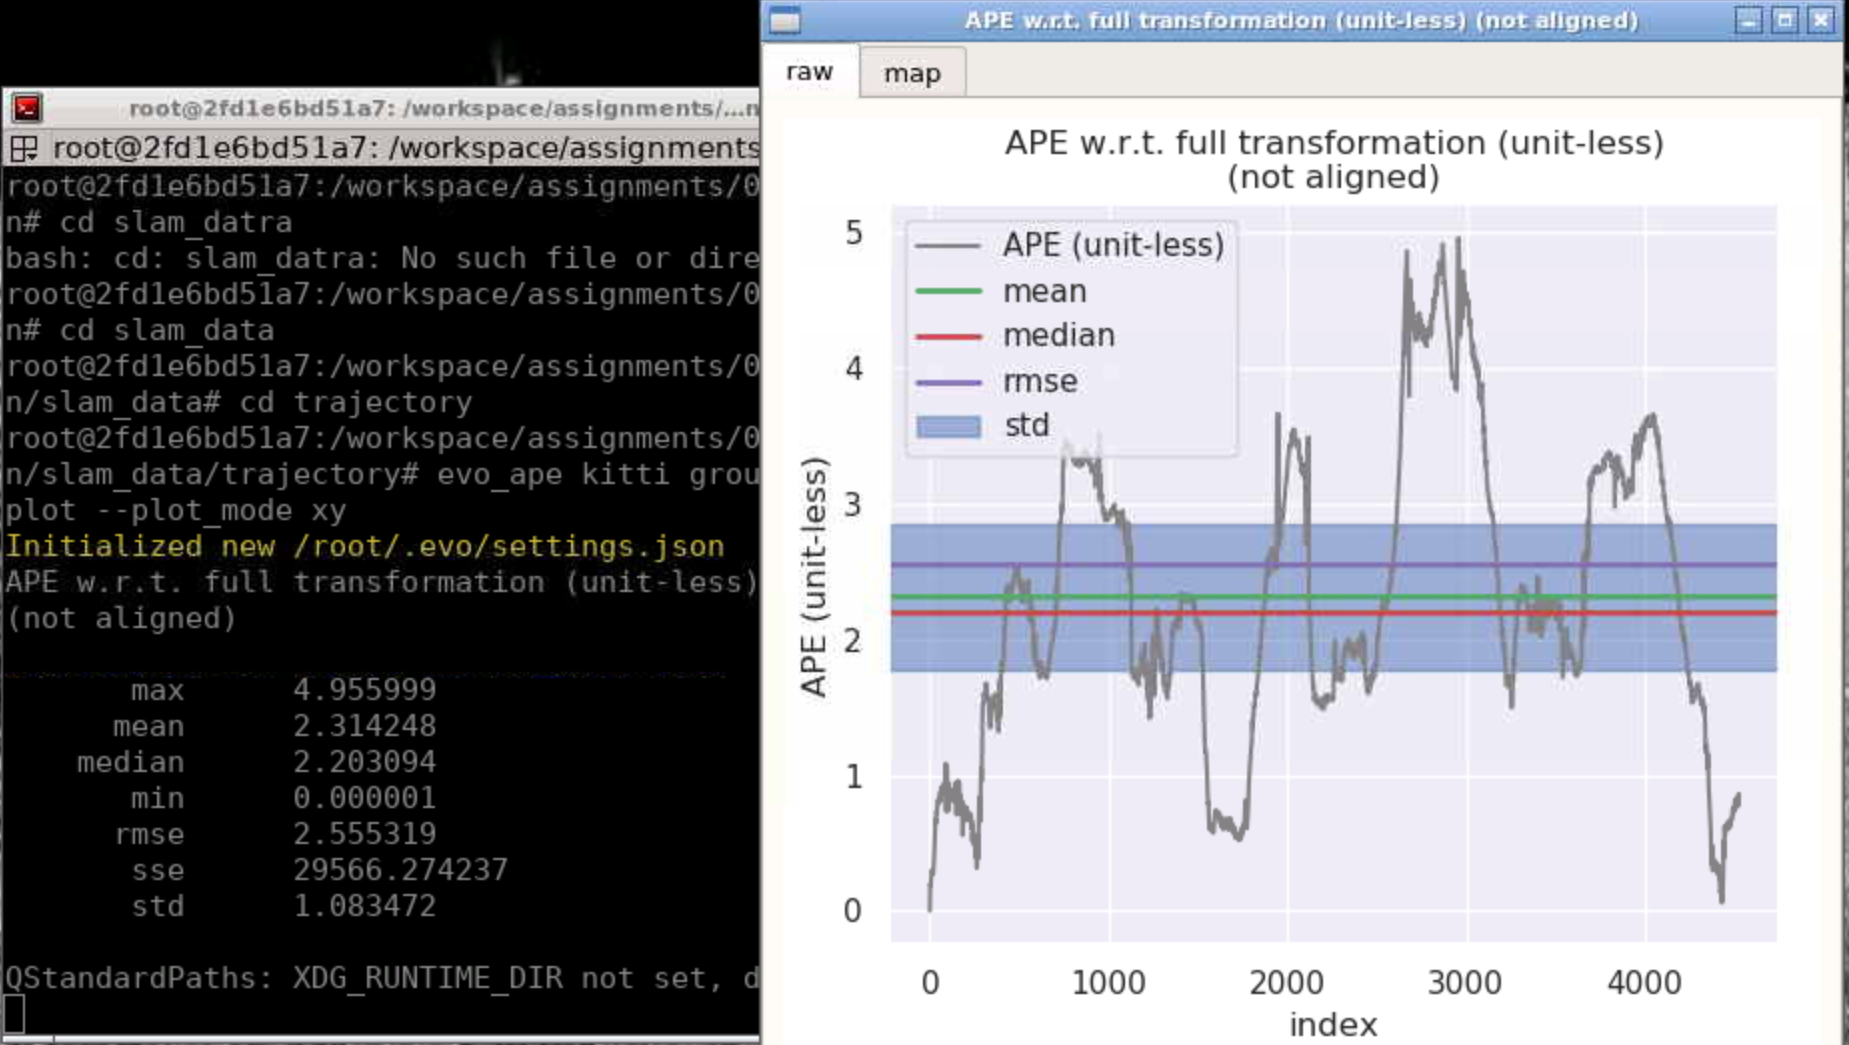 root@2fd1e6bd51a7: /workspace/assignments/...n
root@2fd1e6bd51a7: /workspace/assignments
root@2fd1e6bd51a7:/workspace/assignments/0
n# cd slam_datra
bash: cd: slam_datra: No such file or dire
root@2fd1e6bd51a7:/workspace/assignments/0
n# cd slam_data
root@2fd1e6bd51a7:/workspace/assignments/0
n/slam_data# cd trajectory
root@2fd1e6bd51a7:/workspace/assignments/0
n/slam_data/trajectory# evo_ape kitti grou
plot --plot_mode xy
Initialized new /root/.evo/settings.json
APE w.r.t. full transformation (unit-less)
(not aligned)
max 4.955999
mean 2.314248
median 2.203094
min 0.000001
rmse 2.555319
sse 29566.274237
std 1.083472
QStandardPaths: XDG_RUNTIME_DIR not set, d
APE w.r.t. full transformation (unit-less) (not aligned)
raw map
APE w.r.t. full transformation (unit-less)
(not aligned)
APE (unit-less)
mean
median
rmse
std
APE (unit-less)
5
4
3
2
1
0
0 1000 2000 3000 4000
index